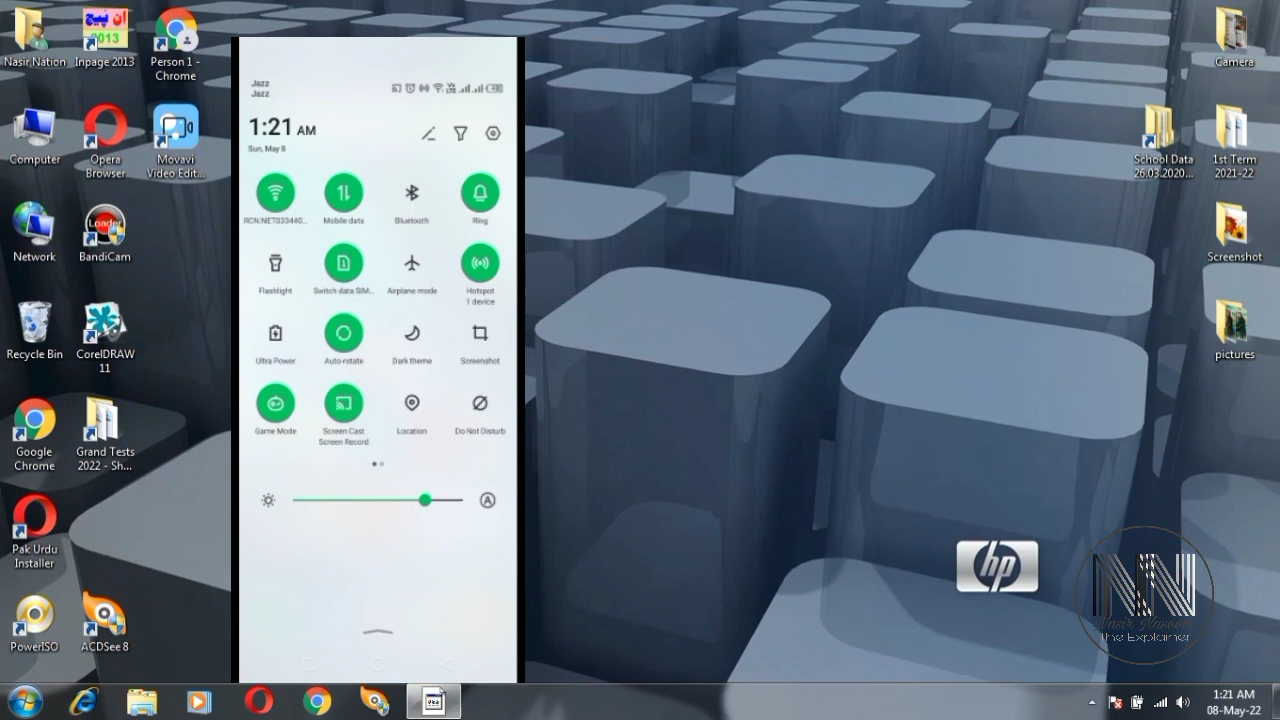 Nasir Nation
ان پیج
2013
Inpage 2013
Person 1 -
Chrome
Computer
Opera
Browser
Movavi
Video Edit...
Network
Loader
BandiCam
Recycle Bin
CorelDRAW
11
Google
Chrome
Grand Tests
2022 - Sh...
Pak Urdu
Installer
PowerISO
ACDSee 8
Jazz
Jazz
1:21 AM
Sun, May 8
RCN.NET033440...
Mobile data
Bluetooth
Ring
Flashlight
Switch data SIM...
Airplane mode
Hotspot
1 device
Ultra Power
Auto-rotate
Dark theme
Screenshot
Game Mode
Screen Cast
Screen Record
Location
Do Not Disturb
A
Camera
School Data
26.03.2020...
1st Term
2021-22
Screenshot
pictures
hp
NN
Nasir Naseer
The Explainer
1:21 AM
08-May-22